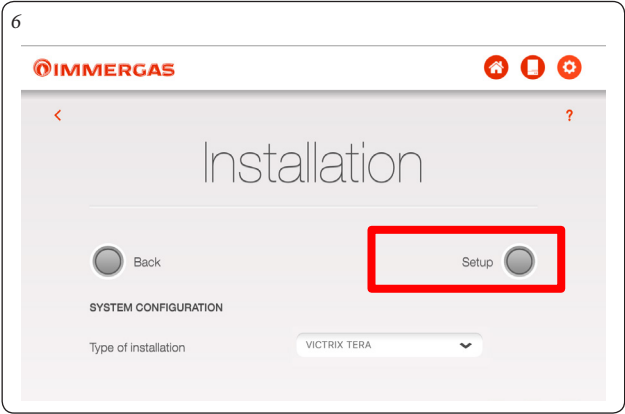 6
IMMERGAS
<
?
Installation
Back
Setup
SYSTEM CONFIGURATION
Type of installation VICTRIX TERA